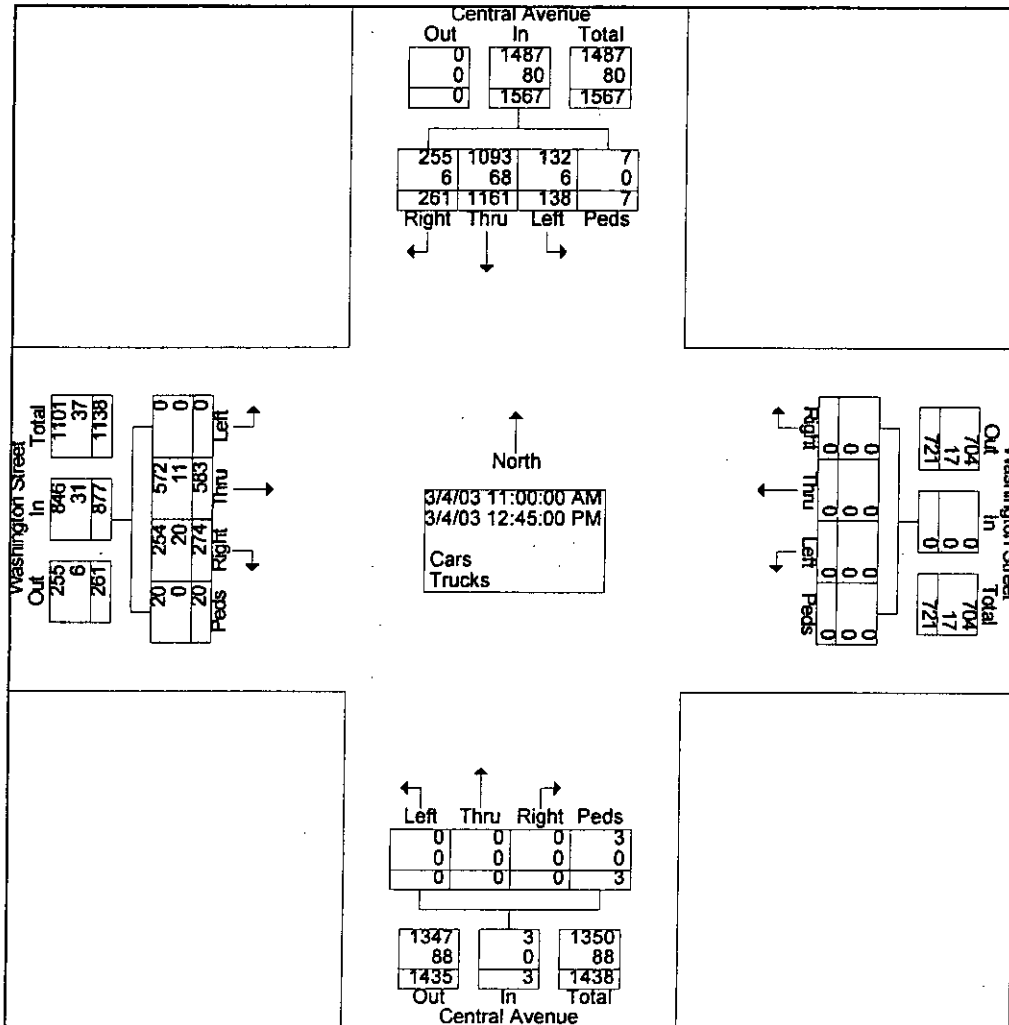 Central Avenue
Out In Total
0 1487 1487
0 80 80
0 1567 1567
255 1093 132 7
6 68 6 0
261 1161 138 7
Right Thru Left Peds
Washington Street
Total In Out
1101 846 255
37 31 6
1138 877 261
0 572 254 20
0 11 20 0
0 583 274 20
Left Thru Right Peds
North
3/4/03 11:00:00 AM
3/4/03 12:45:00 PM
Cars
Trucks
Right Thru Left Peds
0 0 0 0
0 0 0 0
0 0 0 0
Out In Total
704 0 704
17 0 17
721 0 721
Left Thru Right Peds
0 0 0 3
0 0 0 0
0 0 0 3
1347 3 1350
88 0 88
1435 3 1438
Out In Total
Central Avenue